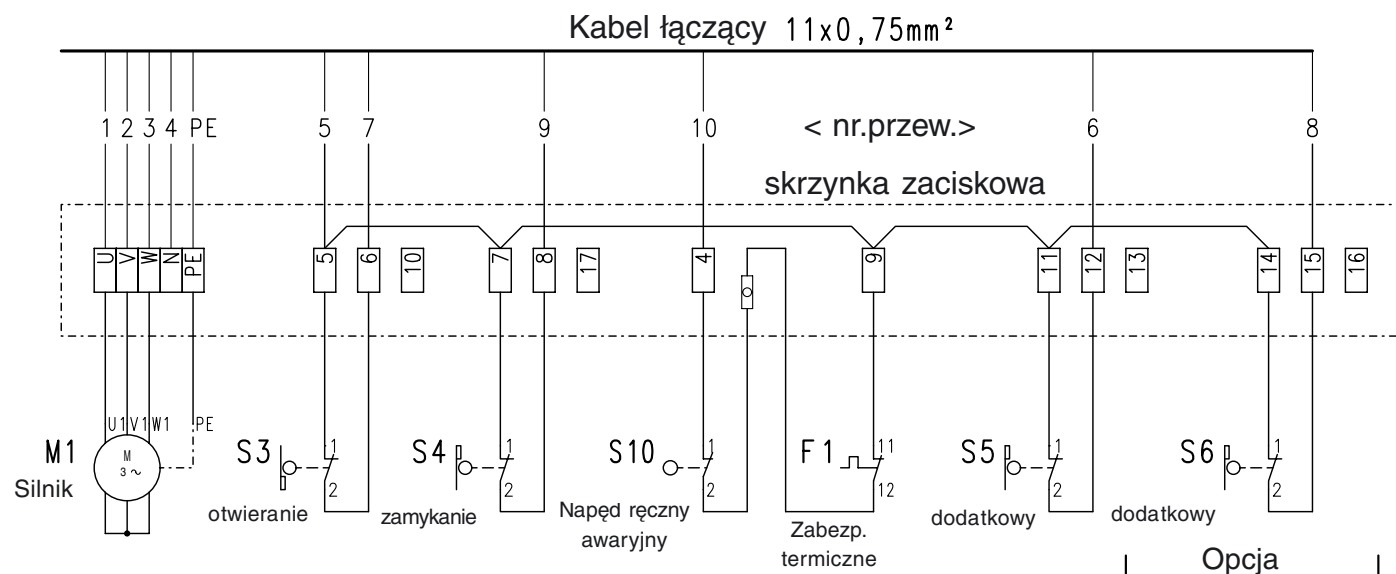 Kabel łączący 11x0,75mm²
1 2 3 4 PE 5 7 9 10 < nr.przew.> 6 8
skrzynka zaciskowa
U V W N PE 5 6 10 7 8 17 4 9 11 12 13 14 15 16
U1 V1 W1 PE
M1 M 3 ~ S3 1 S4 1 S10 1 F1 11 S5 1 S6 1
Silnik 2 2 2 12 2 2
otwieranie zamykanie Napęd ręczny dodatkowy dodatkowy
awaryjny
Zabezp.
termiczne
Opcja